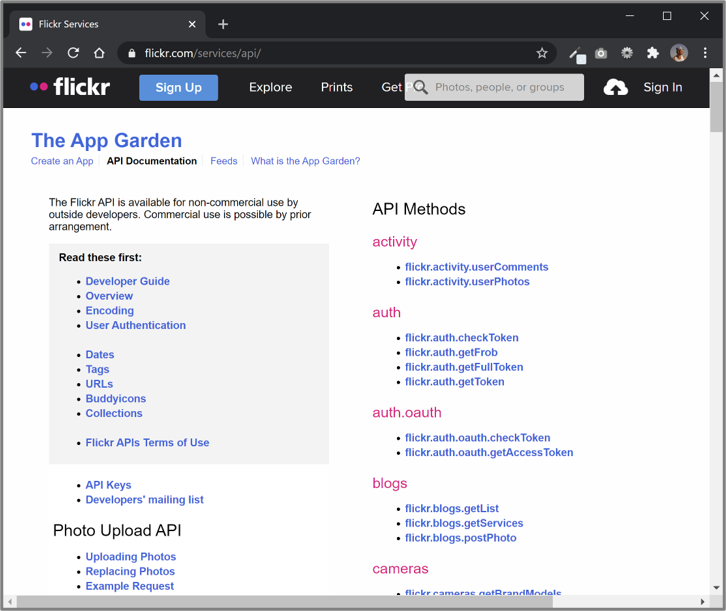 Flickr Services
flickr.com/services/api/
flickr
Sign Up
Explore
Prints
Get
Photos, people, or groups
Sign In
The App Garden
Create an App
API Documentation
Feeds
What is the App Garden?
The Flickr API is available for non-commercial use by
outside developers. Commercial use is possible by prior
arrangement.
Read these first:
Developer Guide
Overview
Encoding
User Authentication
Dates
Tags
URLs
Buddyicons
Collections
Flickr APIs Terms of Use
API Keys
Developers' mailing list
Photo Upload API
Uploading Photos
Replacing Photos
Example Request
API Methods
activity
flickr.activity.userComments
flickr.activity.userPhotos
auth
flickr.auth.checkToken
flickr.auth.getFrob
flickr.auth.getFullToken
flickr.auth.getToken
auth.oauth
flickr.auth.oauth.checkToken
flickr.auth.oauth.getAccessToken
blogs
flickr.blogs.getList
flickr.blogs.getServices
flickr.blogs.postPhoto
cameras
flickr.cameras.getBrandModels